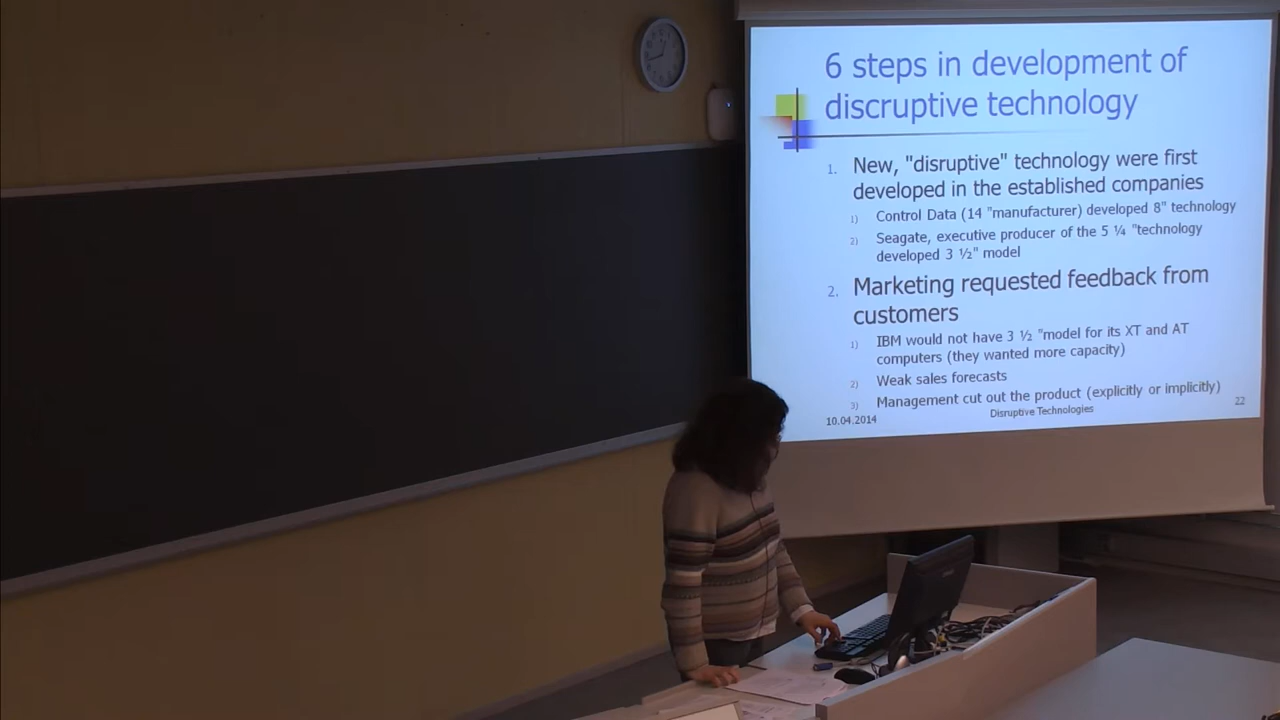 6 steps in development of
discruptive technology
1. New, "disruptive" technology were first
developed in the established companies
1) Control Data (14 "manufacturer) developed 8" technology
2) Seagate, executive producer of the 5 ¼ "technology
developed 3 ½" model
2. Marketing requested feedback from
customers
1) IBM would not have 3 ½ "model for its XT and AT
computers (they wanted more capacity)
2) Weak sales forecasts
3) Management cut out the product (explicitly or implicitly)
10.04.2014 Disruptive Technologies 22